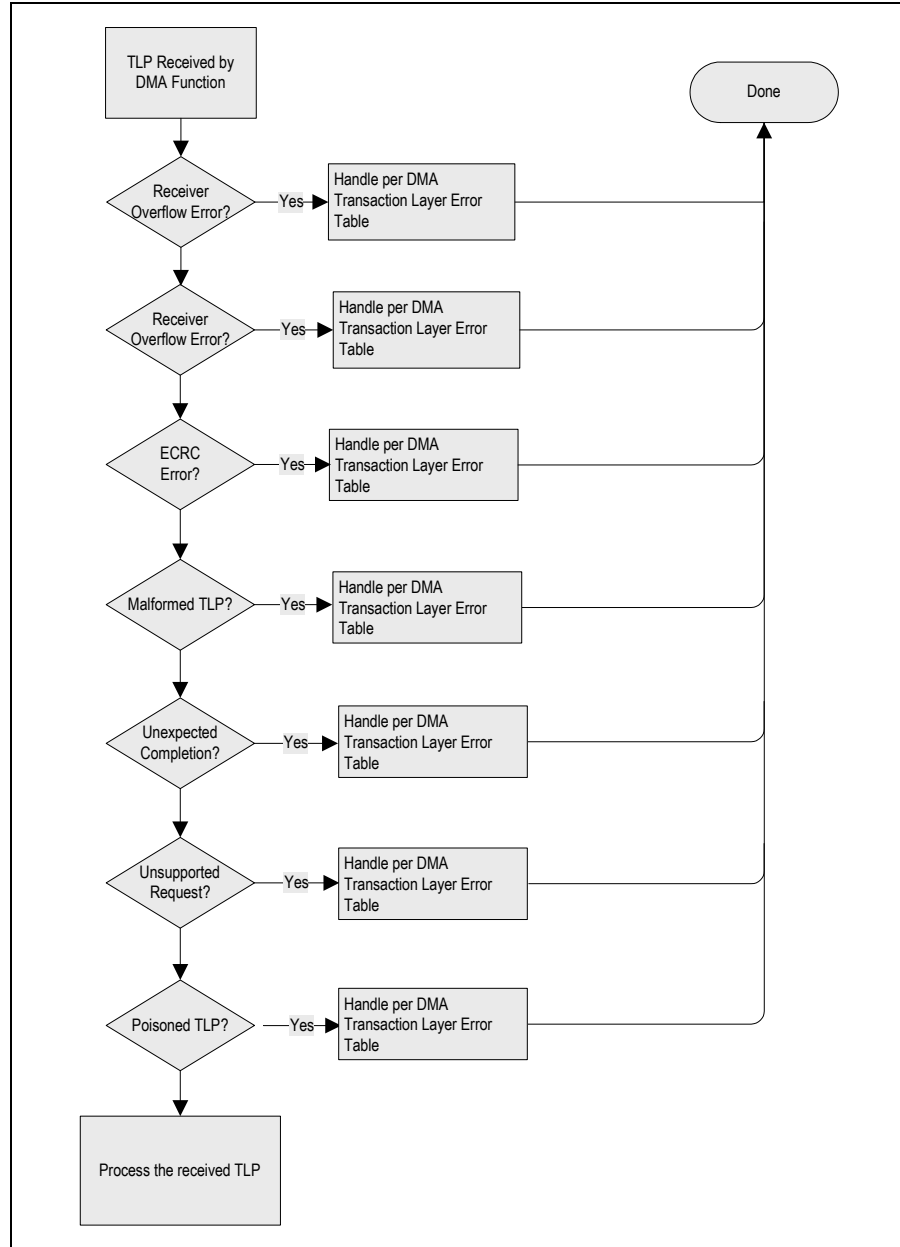 TLP Received by
DMA Function
Done
Receiver
Overflow Error?
Yes
Handle per DMA
Transaction Layer Error
Table
Receiver
Overflow Error?
Yes
Handle per DMA
Transaction Layer Error
Table
ECRC
Error?
Yes
Handle per DMA
Transaction Layer Error
Table
Malformed TLP?
Yes
Handle per DMA
Transaction Layer Error
Table
Unexpected
Completion?
Yes
Handle per DMA
Transaction Layer Error
Table
Unsupported
Request?
Yes
Handle per DMA
Transaction Layer Error
Table
Poisoned TLP?
Yes
Handle per DMA
Transaction Layer Error
Table
Process the received TLP